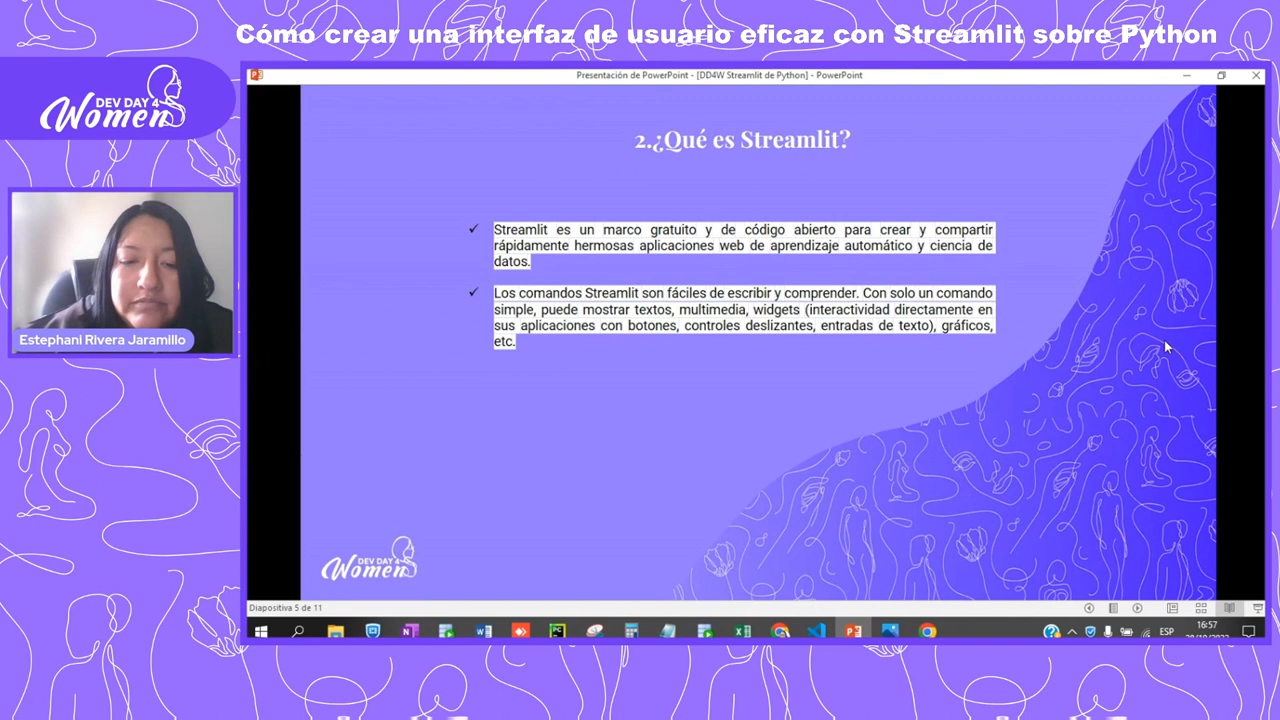 Cómo crear una interfaz de usuario eficaz con Streamlit sobre Python
DEV DAY 4
Women
Estephani Rivera Jaramillo
Presentación de PowerPoint - [DD4W Streamlit de Python] - PowerPoint
2.¿Qué es Streamlit?
✓ Streamlit es un marco gratuito y de código abierto para crear y compartir
rápidamente hermosas aplicaciones web de aprendizaje automático y ciencia de
datos.
✓ Los comandos Streamlit son fáciles de escribir y comprender. Con solo un comando
simple, puede mostrar textos, multimedia, widgets (interactividad directamente en
sus aplicaciones con botones, controles deslizantes, entradas de texto), gráficos,
etc.
DEV DAY 4
Women
Diapositiva 5 de 11
ESP
16:57